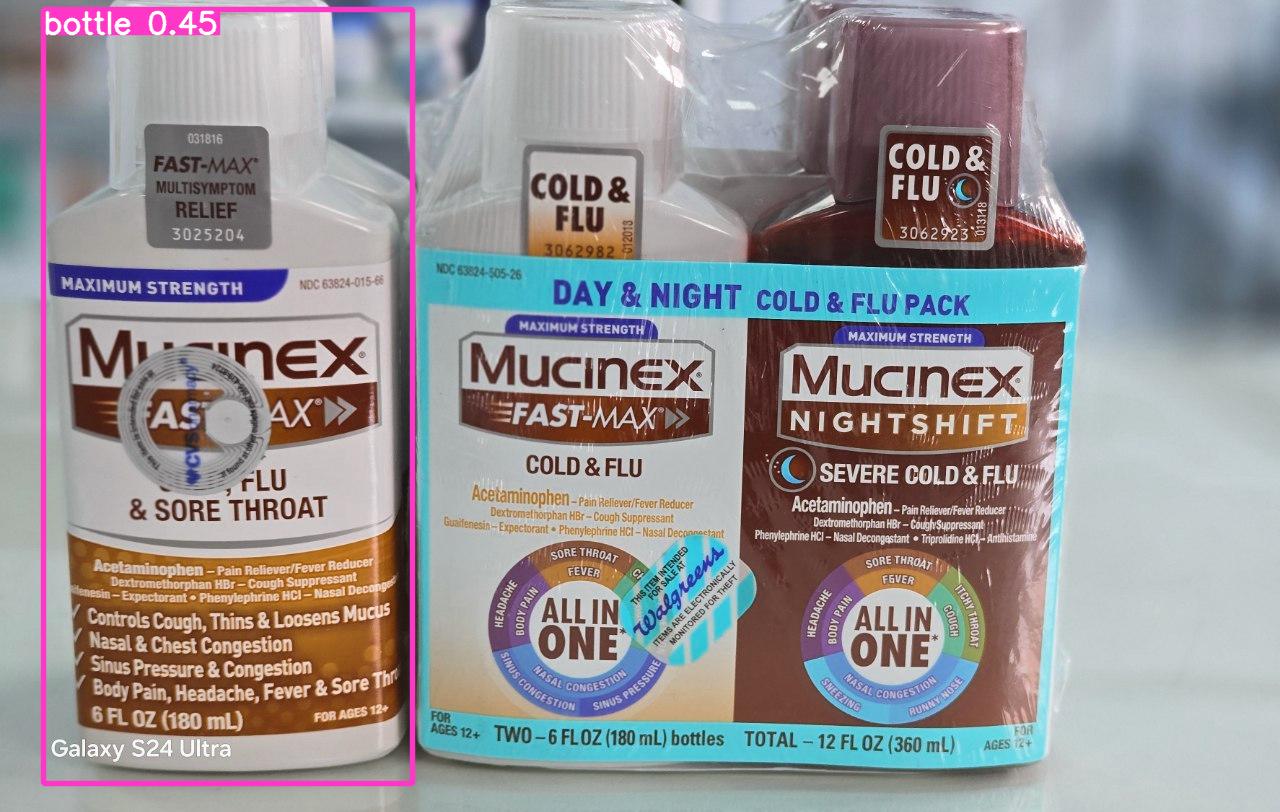 bottle 0.45
031816
FAST-MAX®
MULTISYMPTOM
RELIEF
3025204
MAXIMUM STRENGTH
NDC 63824-015-66
Mucinex®
FAST-MAX®
COLD, FLU
& SORE THROAT
Acetaminophen – Pain Reliever/Fever Reducer
Dextromethorphan HBr – Cough Suppressant
Guaifenesin – Expectorant • Phenylephrine HCl – Nasal Decongestant
Controls Cough, Thins & Loosens Mucus
Nasal & Chest Congestion
Sinus Pressure & Congestion
Body Pain, Headache, Fever & Sore Thro
6 FL OZ (180 mL)
FOR AGES 12+
Galaxy S24 Ultra
COLD &
FLU
3062982
012018
COLD &
FLU
3062923
013118
NDC 63824-505-26
DAY & NIGHT COLD & FLU PACK
MAXIMUM STRENGTH
Mucinex®
FAST-MAX®
COLD & FLU
Acetaminophen – Pain Reliever/Fever Reducer
Dextromethorphan HBr – Cough Suppressant
Guaifenesin – Expectorant • Phenylephrine HCl – Nasal Decongestant
SORE THROAT
FEVER
HEADACHE
BODY PAIN
ALL IN
ONE*
NASAL CONGESTION
SINUS CONGESTION
SINUS PRESSURE
THIS ITEM INTENDED
FOR SALE AT
Walgreens
ITEMS ARE ELECTRONICALLY
MONITORED FOR THEFT
MAXIMUM STRENGTH
Mucinex®
NIGHTSHIFT
SEVERE COLD & FLU
Acetaminophen – Pain Reliever/Fever Reducer
Dextromethorphan HBr – Cough Suppressant
Phenylephrine HCl – Nasal Decongestant • Triprolidine HCl – Antihistamine
SORE THROAT
FEVER
HEADACHE
BODY PAIN
ITCHY THROAT
COUGH
ALL IN
ONE*
NASAL CONGESTION
SNEEZING
RUNNY NOSE
FOR
AGES 12+
TWO – 6 FL OZ (180 mL) bottles
TOTAL – 12 FL OZ (360 mL)
FOR
AGES 12+